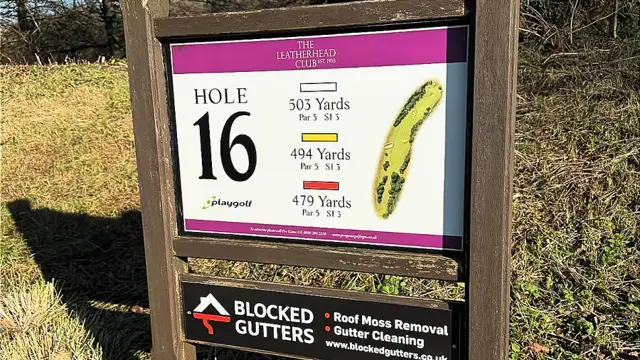 THE
LEATHERHEAD
CLUB EST. 1903
HOLE
16
503 Yards
Par 5 SI 3
494 Yards
Par 5 SI 3
479 Yards
Par 5 SI 3
playgolf
BLOCKED
GUTTERS
• Roof Moss Removal
• Gutter Cleaning
www.blockedgutters.co.uk